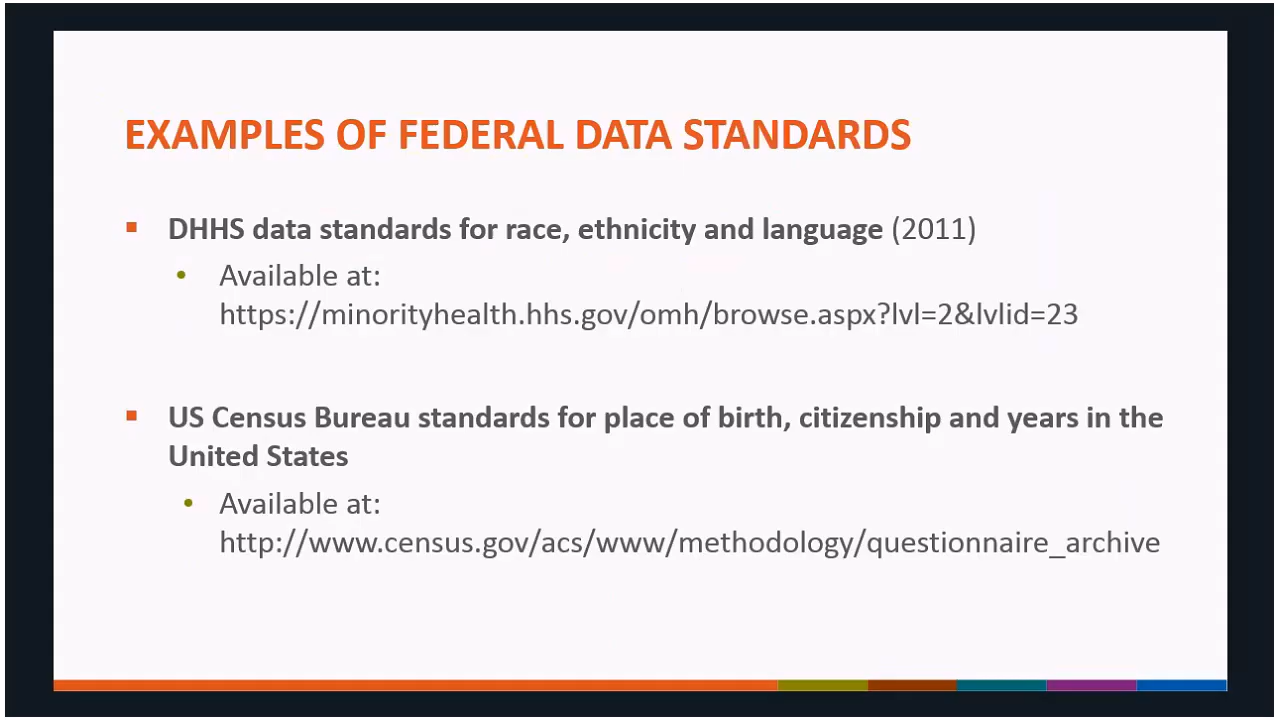 EXAMPLES OF FEDERAL DATA STANDARDS
DHHS data standards for race, ethnicity and language (2011)
Available at:
https://minorityhealth.hhs.gov/omh/browse.aspx?lvl=2&lvlid=23
US Census Bureau standards for place of birth, citizenship and years in the
United States
Available at:
http://www.census.gov/acs/www/methodology/questionnaire_archive